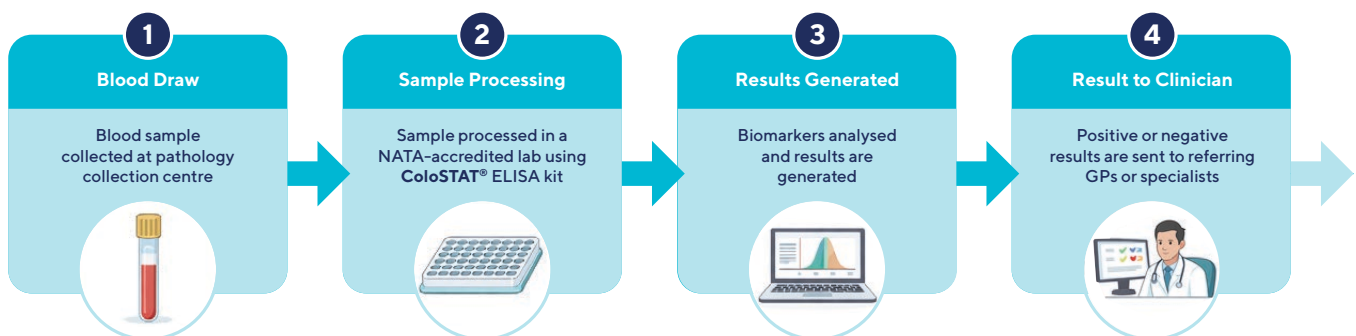 1
Blood Draw
Blood sample
collected at pathology
collection centre
2
Sample Processing
Sample processed in a
NATA-accredited lab using
ColoSTAT® ELISA kit
3
Results Generated
Biomarkers analysed
and results are
generated
4
Result to Clinician
Positive or negative
results are sent to referring
GPs or specialists